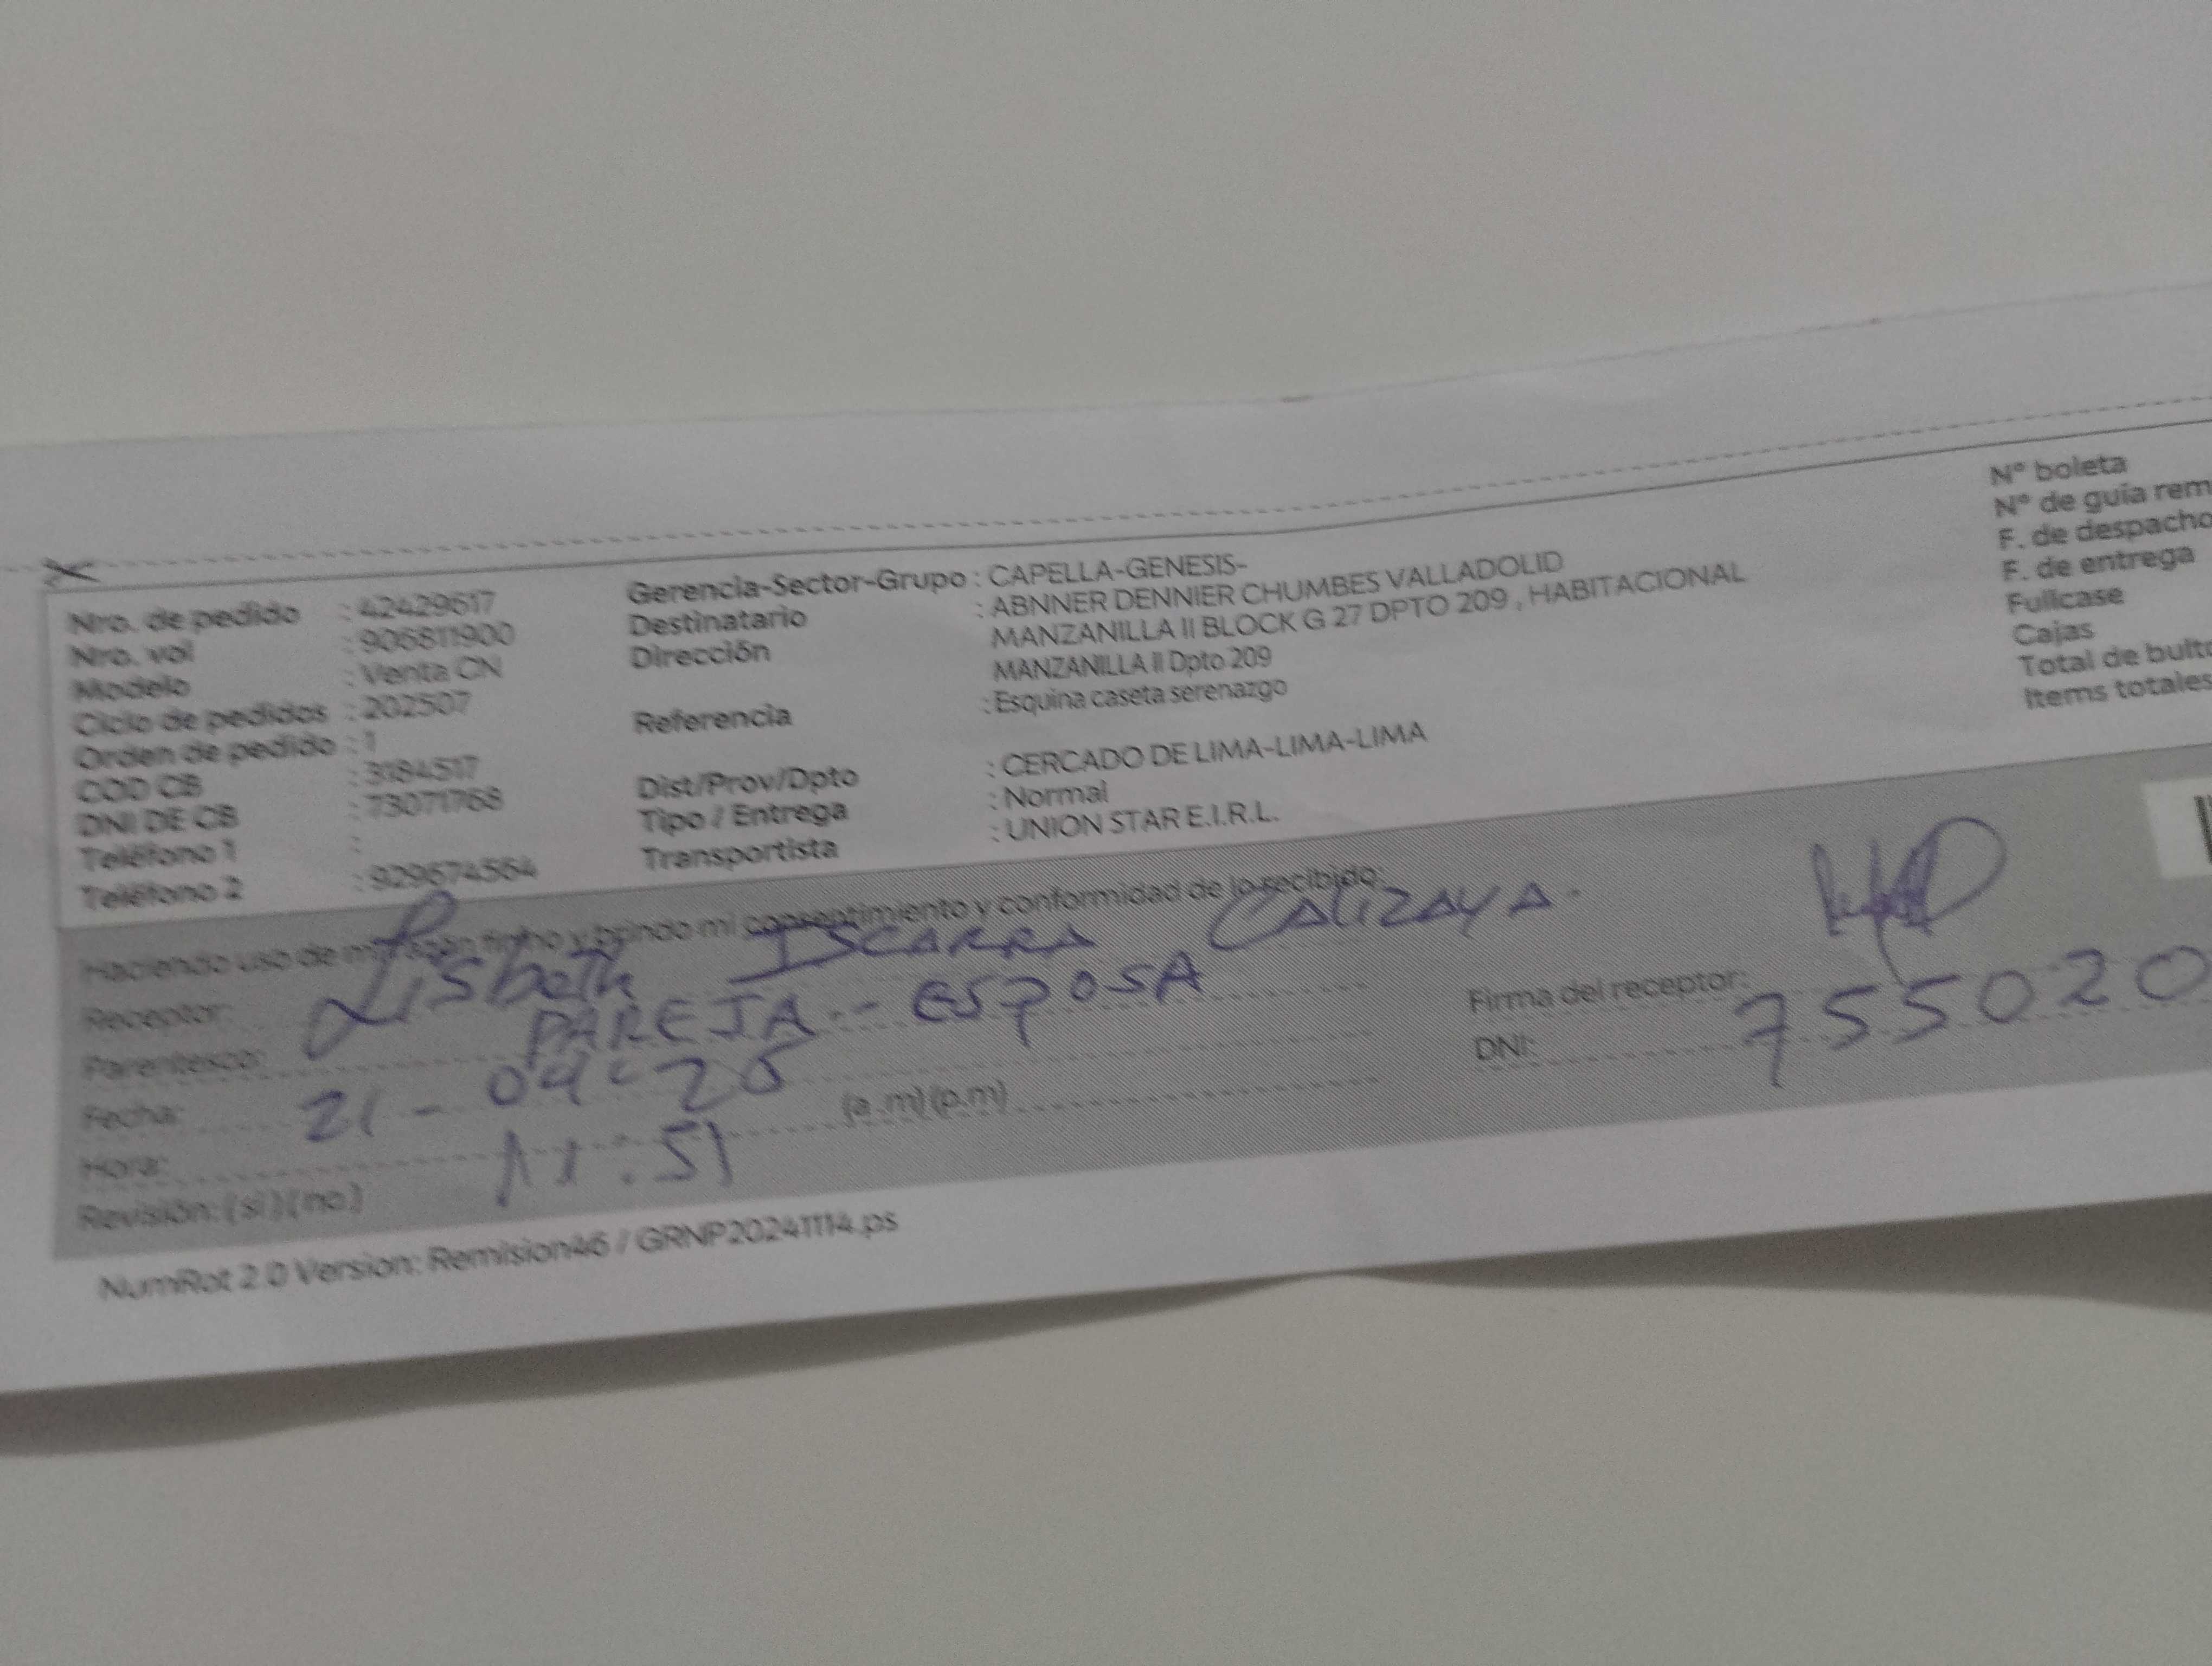 Nro. de pedido : 42429617
Nro. vol : 906811900
Modelo : Venta CN
Ciclo de pedidos : 202507
Orden de pedido : 1
COD CB : 3184517
DNI DE CB : 73071768
Teléfono 1 :
Teléfono 2 : 929674564
Gerencia-Sector-Grupo : CAPELLA-GENESIS-
Destinatario : ABNNER DENNIER CHUMBES VALLADOLID
Dirección MANZANILLA II BLOCK G 27 DPTO 209 , HABITACIONAL
MANZANILLA II Dpto 209
Referencia : Esquina caseta serenazgo
Dist/Prov/Dpto : CERCADO DE LIMA-LIMA-LIMA
Tipo / Entrega : Normal
Transportista : UNION STAR E.I.R.L.
N° boleta
N° de guía rem
F. de despacho
F. de entrega
Fullcase
Cajas
Total de bulto
Items totales
Haciendo uso de mi firmo y brindo mi consentimiento y conformidad de lo recibido:
Receptor: Lisbeth ISCARRA CALIZAYA.
Parentesco: PAREJA - ESPOSA
Fecha: 21 - 04 - 25
Hora: 11:51 (a .m) (p.m)
Revisión: ( si ) ( no )
Firma del receptor:
DNI: 755020
NumRot 2.0 Version: Remision46 / GRNP20241114.ps